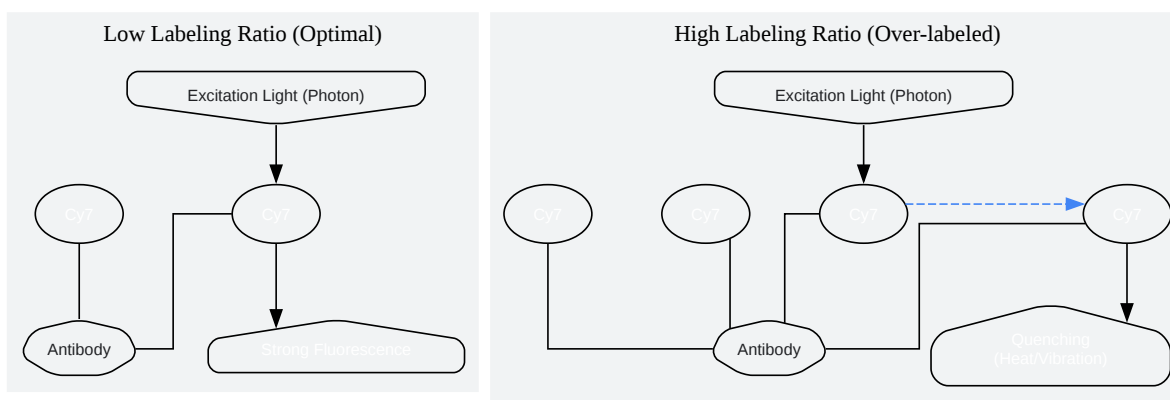 Low Labeling Ratio (Optimal)
Excitation Light (Photon)
Cy7
Cy7
Antibody
Strong Fluorescence
High Labeling Ratio (Over-labeled)
Excitation Light (Photon)
Cy7
Cy7
Cy7
Cy7
Antibody
Quenching
(Heat/Vibration)